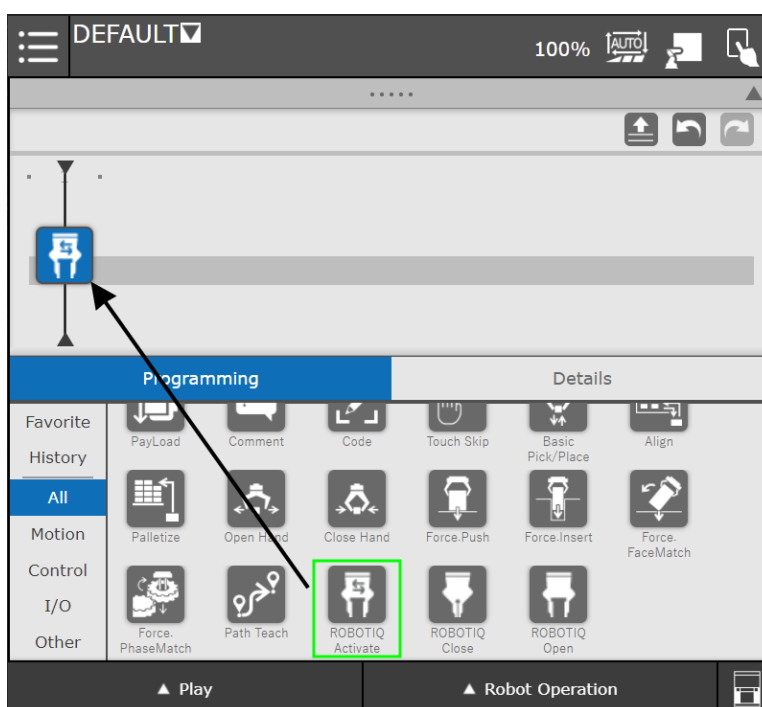 DEFAULT
100% AUTO
Programming Details
Favorite
History
All
Motion
Control
I/O
Other
PayLoad Comment Code Touch Skip Basic Align
Pick/Place
Palletize Open Hand Close Hand Force.Push Force.Insert Force.
FaceMatch
Force. Path Teach ROBOTIQ ROBOTIQ ROBOTIQ
PhaseMatch Activate Close Open
▲ Play ▲ Robot Operation